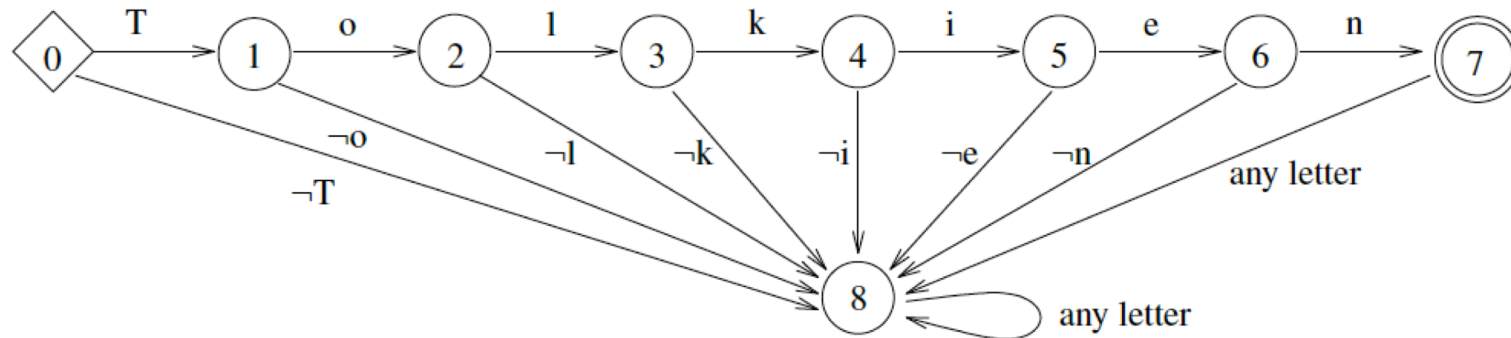 T o l k i e n
0 1 2 3 4 5 6 7
¬o ¬l ¬k ¬i ¬e ¬n
¬T any letter
8 any letter